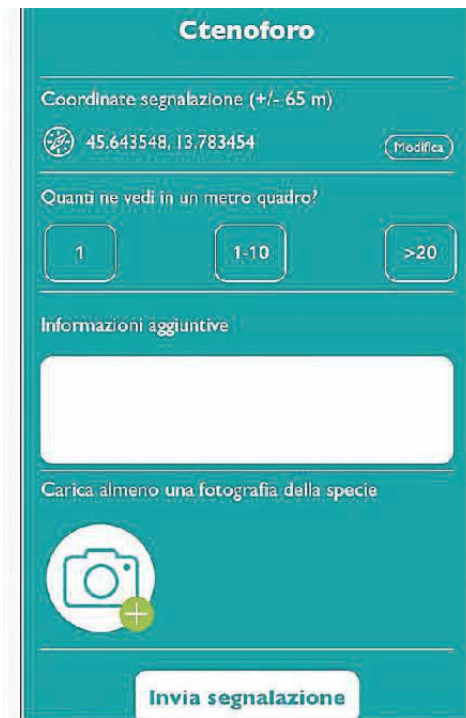 Ctenoforo
Coordinate segnalazione (+/- 65 m)
45.643548, 13.783454
Modifica
Quanti ne vedi in un metro quadro?
1
1-10
>20
Informazioni aggiuntive
Carica almeno una fotografia della specie
Invia segnalazione